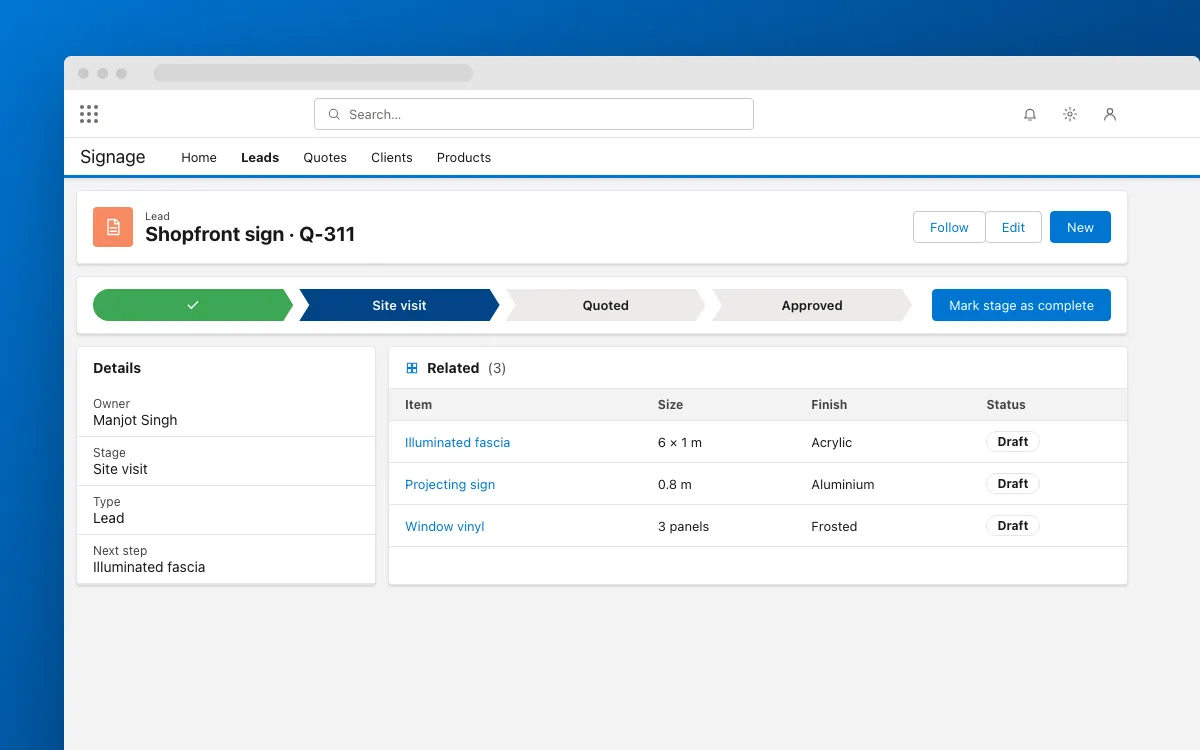 Search...
Signage Home Leads Quotes Clients Products
Lead
Shopfront sign · Q-311
Follow Edit New
Site visit Quoted Approved Mark stage as complete
Details
Owner
Manjot Singh
Stage
Site visit
Type
Lead
Next step
Illuminated fascia
Related (3)
Item Size Finish Status
Illuminated fascia 6 × 1 m Acrylic Draft
Projecting sign 0.8 m Aluminium Draft
Window vinyl 3 panels Frosted Draft